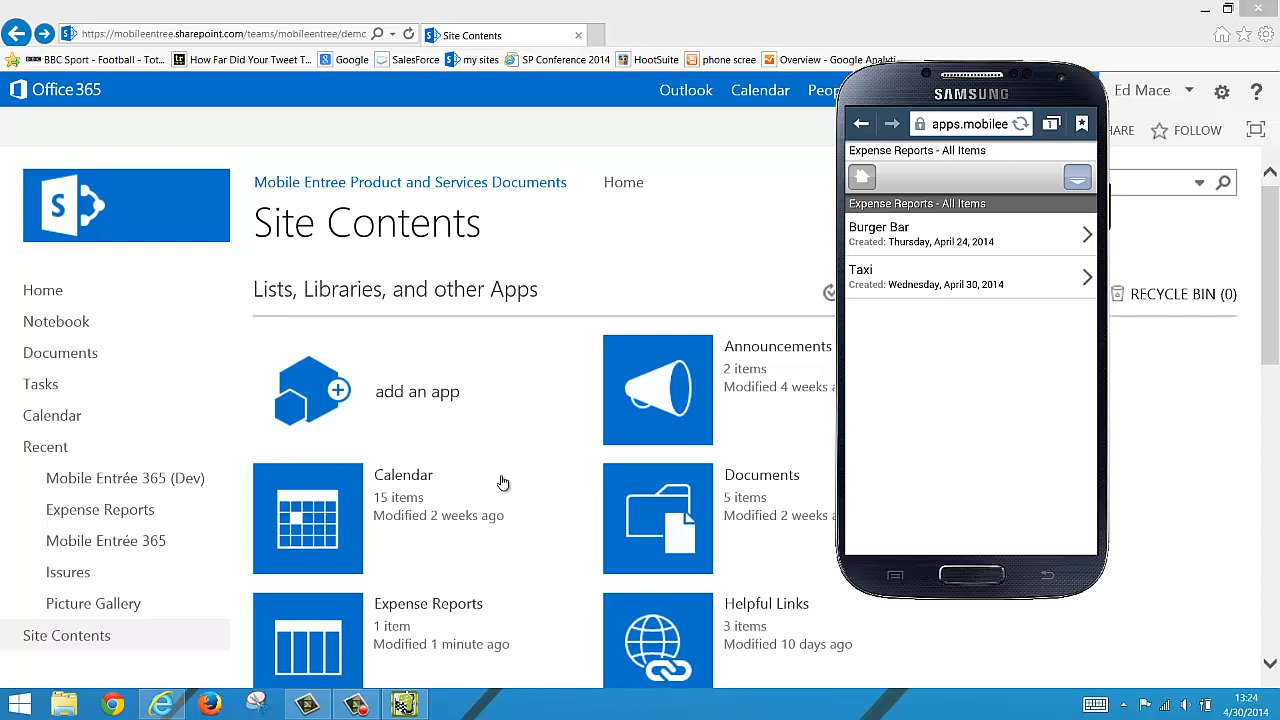 https://mobileentree.sharepoint.com/teams/mobileentree/demo
Site Contents
BBC Sport - Football - Tot...
How Far Did Your Tweet T...
Google
SalesForce
my sites
SP Conference 2014
HootSuite
phone scree
Overview - Google Analyti...
Office 365
Outlook
Calendar
Peop
Ed Mace
HARE
FOLLOW
Mobile Entree Product and Services Documents
Home
Site Contents
Home
Notebook
Documents
Tasks
Calendar
Recent
Mobile Entrée 365 (Dev)
Expense Reports
Mobile Entrée 365
Issures
Picture Gallery
Site Contents
Lists, Libraries, and other Apps
RECYCLE BIN (0)
add an app
Announcements
2 items
Modified 4 weeks a
Calendar
15 items
Modified 2 weeks ago
Documents
5 items
Modified 2 weeks a
Expense Reports
1 item
Modified 1 minute ago
Helpful Links
3 items
Modified 10 days ago
SAMSUNG
apps.mobilee
1
Expense Reports - All Items
Expense Reports - All Items
Burger Bar
Created: Thursday, April 24, 2014
Taxi
Created: Wednesday, April 30, 2014
13:24
4/30/2014